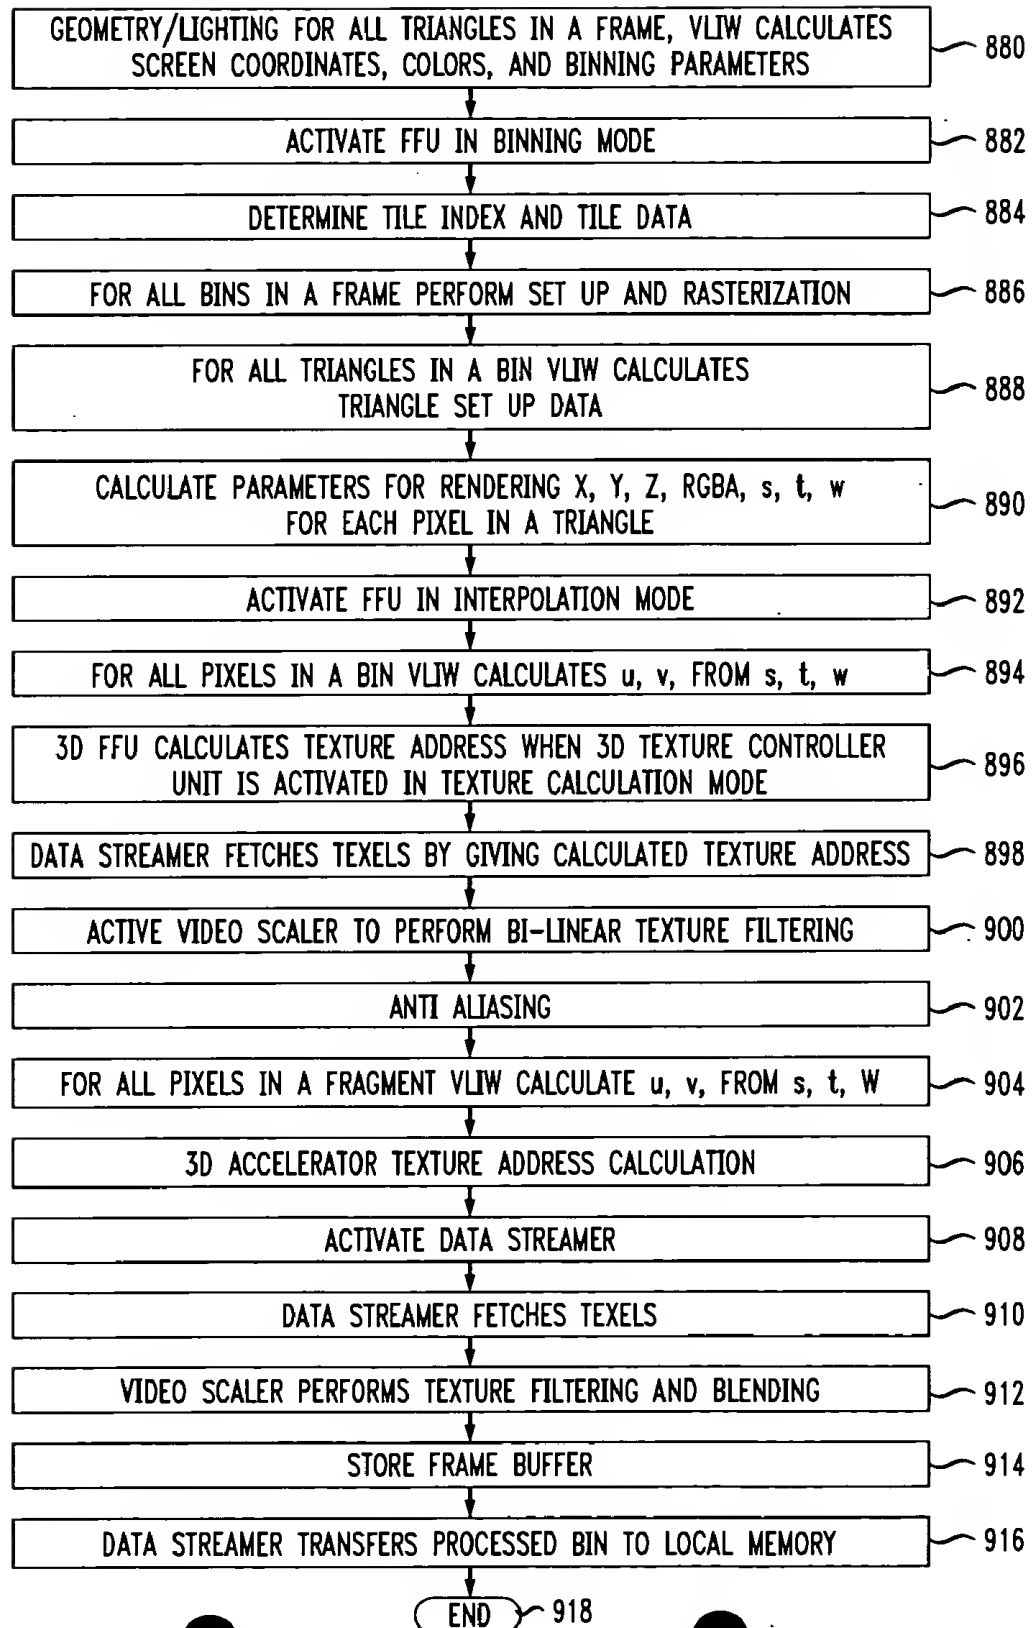 GEOMETRY/LIGHTING FOR ALL TRIANGLES IN A FRAME, VLIW CALCULATES
SCREEN COORDINATES, COLORS, AND BINNING PARAMETERS
880
ACTIVATE FFU IN BINNING MODE
882
DETERMINE TILE INDEX AND TILE DATA
884
FOR ALL BINS IN A FRAME PERFORM SET UP AND RASTERIZATION
886
FOR ALL TRIANGLES IN A BIN VLIW CALCULATES
TRIANGLE SET UP DATA
888
CALCULATE PARAMETERS FOR RENDERING X, Y, Z, RGBA, s, t, w
FOR EACH PIXEL IN A TRIANGLE
890
ACTIVATE FFU IN INTERPOLATION MODE
892
FOR ALL PIXELS IN A BIN VLIW CALCULATES u, v, FROM s, t, w
894
3D FFU CALCULATES TEXTURE ADDRESS WHEN 3D TEXTURE CONTROLLER
UNIT IS ACTIVATED IN TEXTURE CALCULATION MODE
896
DATA STREAMER FETCHES TEXELS BY GIVING CALCULATED TEXTURE ADDRESS
898
ACTIVE VIDEO SCALER TO PERFORM BI-LINEAR TEXTURE FILTERING
900
ANTI ALIASING
902
FOR ALL PIXELS IN A FRAGMENT VLIW CALCULATE u, v, FROM s, t, W
904
3D ACCELERATOR TEXTURE ADDRESS CALCULATION
906
ACTIVATE DATA STREAMER
908
DATA STREAMER FETCHES TEXELS
910
VIDEO SCALER PERFORMS TEXTURE FILTERING AND BLENDING
912
STORE FRAME BUFFER
914
DATA STREAMER TRANSFERS PROCESSED BIN TO LOCAL MEMORY
916
END
918